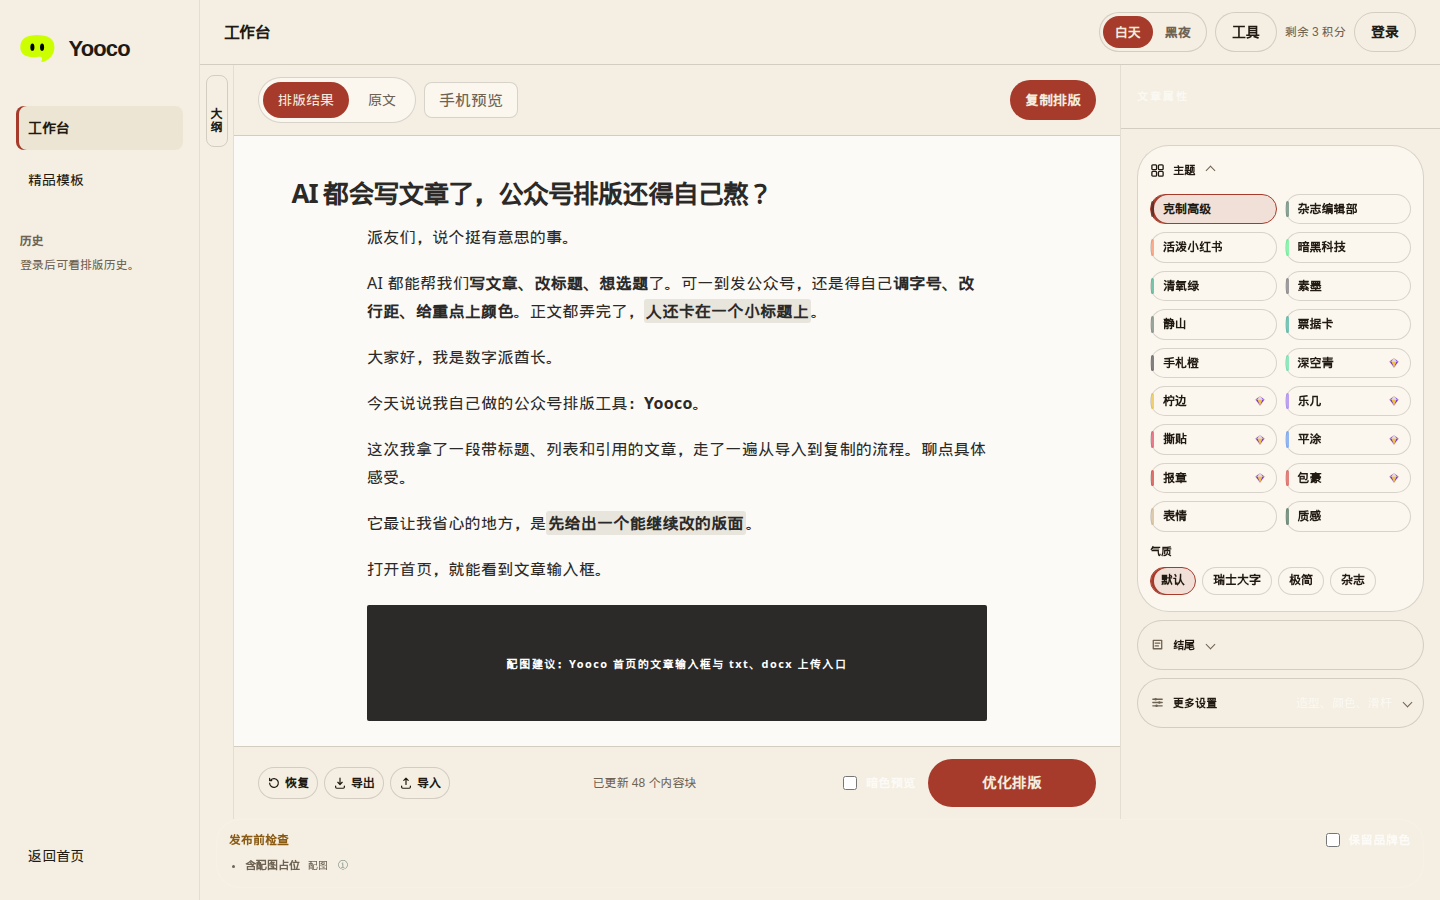 Yooco
工作台
精品模板
历史
登录后可看排版历史。
返回首页
工作台
白天 黑夜 工具 剩余 3 积分 登录
大纲
排版结果 原文 手机预览 复制排版
AI 都会写文章了，公众号排版还得自己熬？
派友们，说个挺有意思的事。
AI 都能帮我们写文章、改标题、想选题了。可一到发公众号，还是得自己调字号、改
行距、给重点上颜色。正文都弄完了，人还卡在一个小标题上。
大家好，我是数字派酋长。
今天说说我自己做的公众号排版工具：Yooco。
这次我拿了一段带标题、列表和引用的文章，走了一遍从导入到复制的流程。聊点具体
感受。
它最让我省心的地方，是先给出一个能继续改的版面。
打开首页，就能看到文章输入框。
配图建议：Yooco 首页的文章输入框与 txt、docx 上传入口
恢复 导出 导入 已更新 48 个内容块 暗色预览 优化排版
发布前检查
含配图占位 配图
保留品牌色
文章属性
主题
克制高级 杂志编辑部
活泼小红书 暗黑科技
清氧绿 素墨
静山 票据卡
手札橙 深空青
柠边 乐几
撕贴 平涂
报章 包豪
表情 质感
气质
默认 瑞士大字 极简 杂志
结尾
更多设置